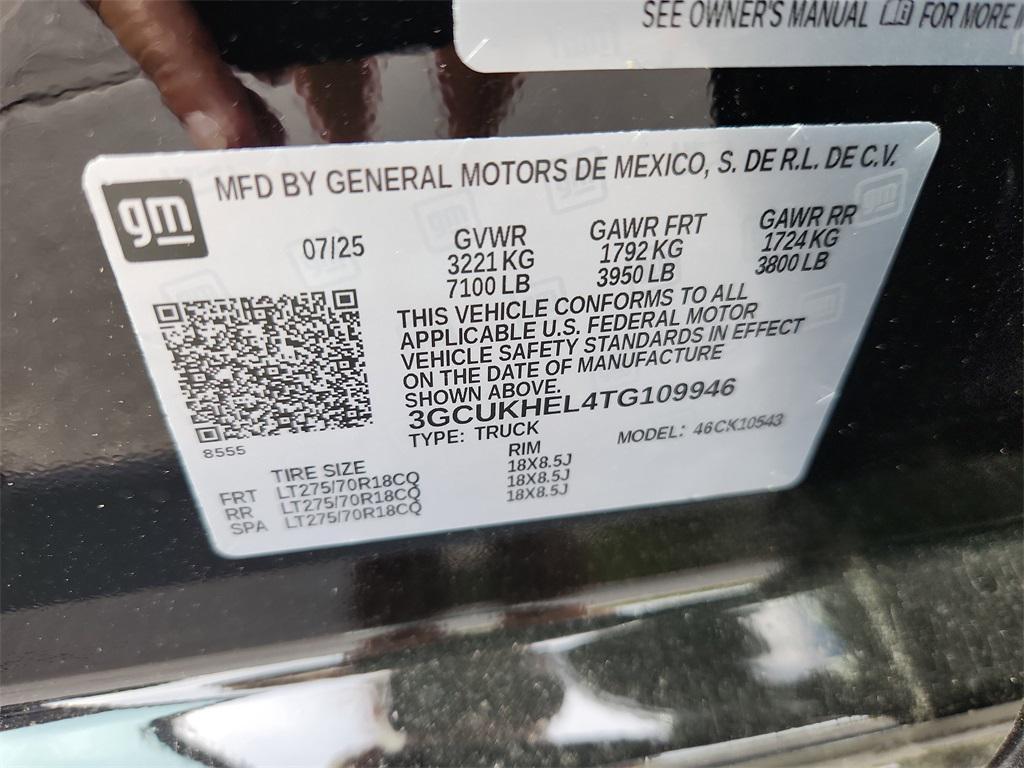 SEE OWNER'S MANUAL FOR MORE
gm
MFD BY GENERAL MOTORS DE MEXICO, S. DE R.L. DE C.V.
07/25
GVWR
3221 KG
7100 LB
GAWR FRT
1792 KG
3950 LB
GAWR RR
1724 KG
3800 LB
THIS VEHICLE CONFORMS TO ALL
APPLICABLE U.S. FEDERAL MOTOR
VEHICLE SAFETY STANDARDS IN EFFECT
ON THE DATE OF MANUFACTURE
SHOWN ABOVE.
3GCUKHEL4TG109946
TYPE: TRUCK
MODEL: 46CK10543
8555
TIRE SIZE
RIM
FRT LT275/70R18CQ 18X8.5J
RR LT275/70R18CQ 18X8.5J
SPA LT275/70R18CQ 18X8.5J